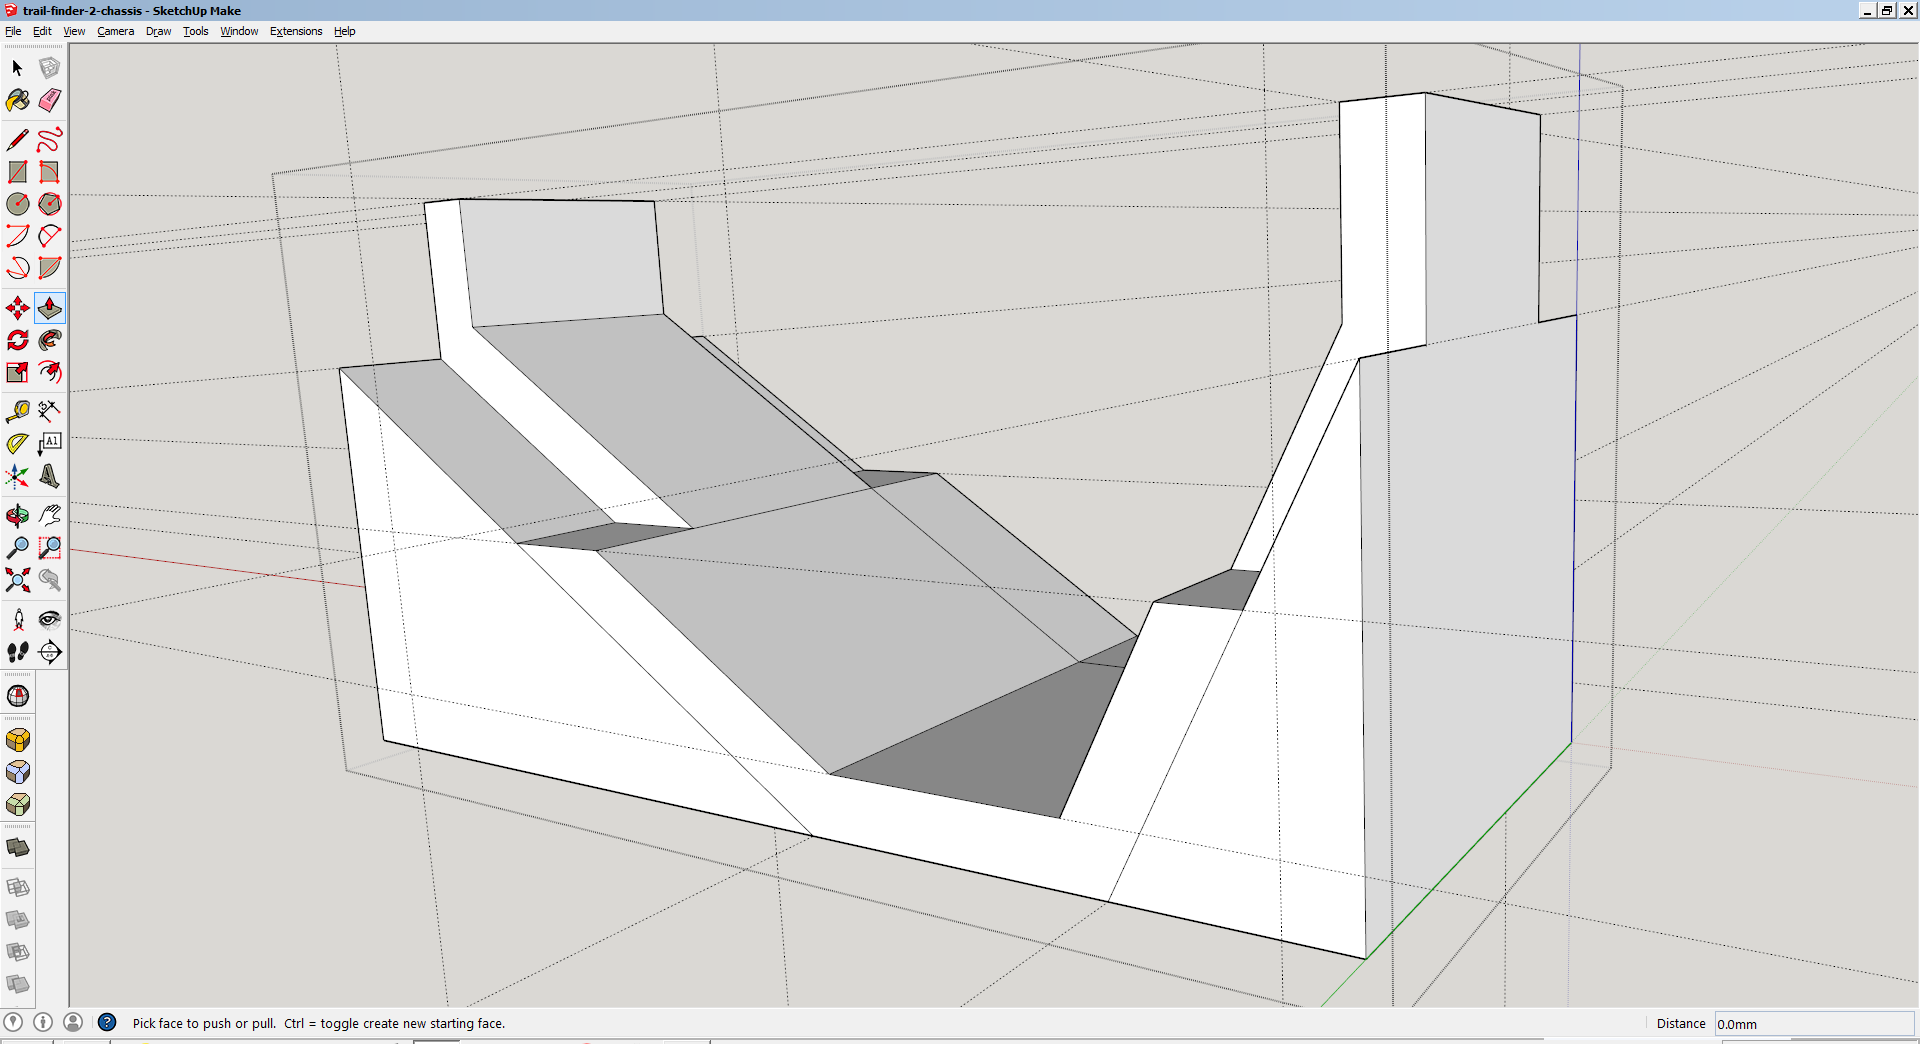 trail-finder-2-chassis - SketchUp Make
File Edit View Camera Draw Tools Window Extensions Help
A1
Pick face to push or pull.  Ctrl = toggle create new starting face.
Distance 0.0mm